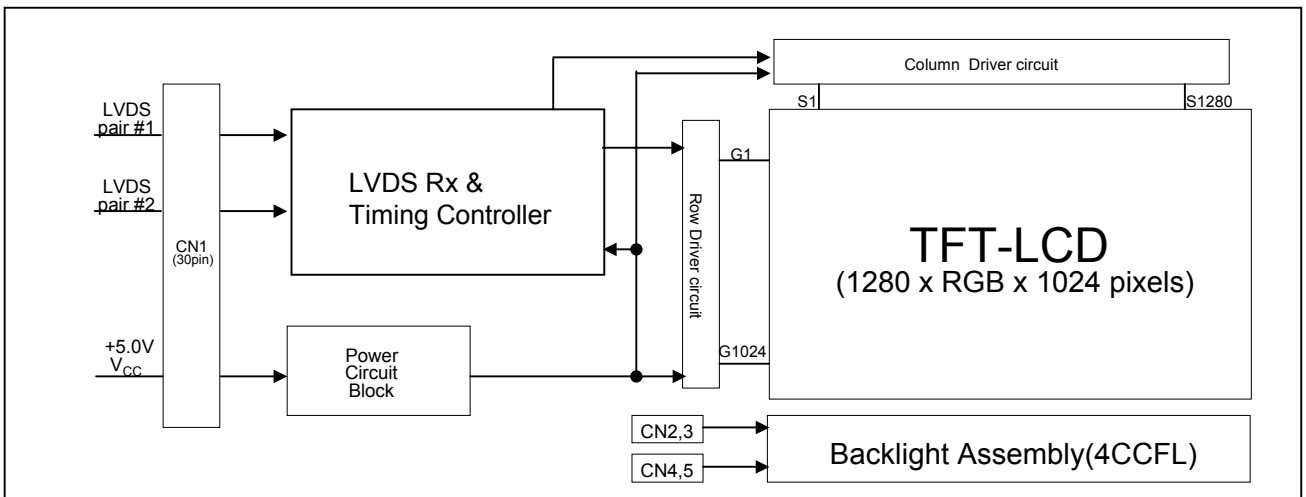 LVDS
pair #1
LVDS
pair #2
+5.0V
VCC
CN1
(30pin)
LVDS Rx &
Timing Controller
Power
Circuit
Block
Column Driver circuit
S1
S1280
G1
Row Driver circuit
G1024
TFT-LCD
(1280 x RGB x 1024 pixels)
CN2,3
CN4,5
Backlight Assembly(4CCFL)